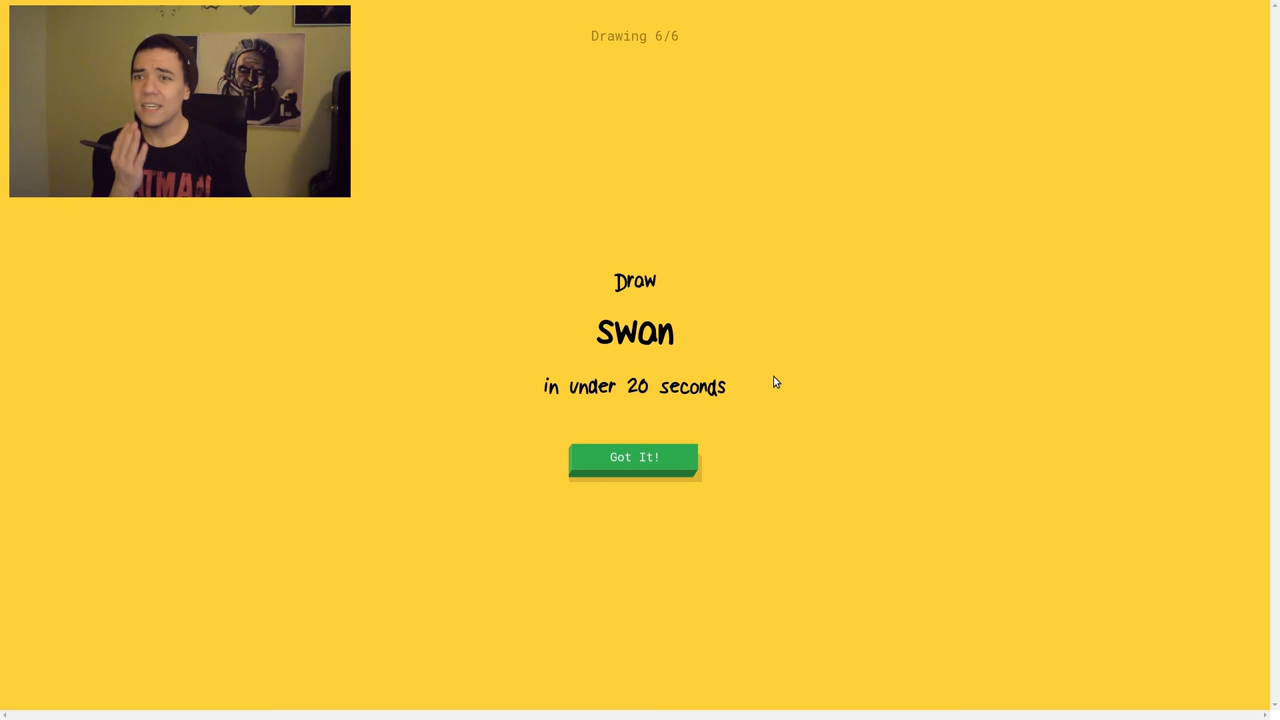 Drawing 6/6
Draw
swan
in under 20 seconds
Got It!